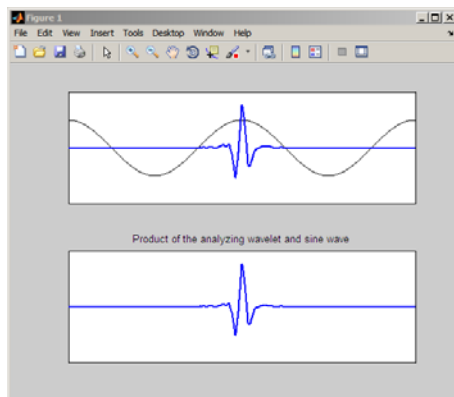 Figure 1
File Edit View Insert Tools Desktop Window Help
Product of the analyzing wavelet and sine wave